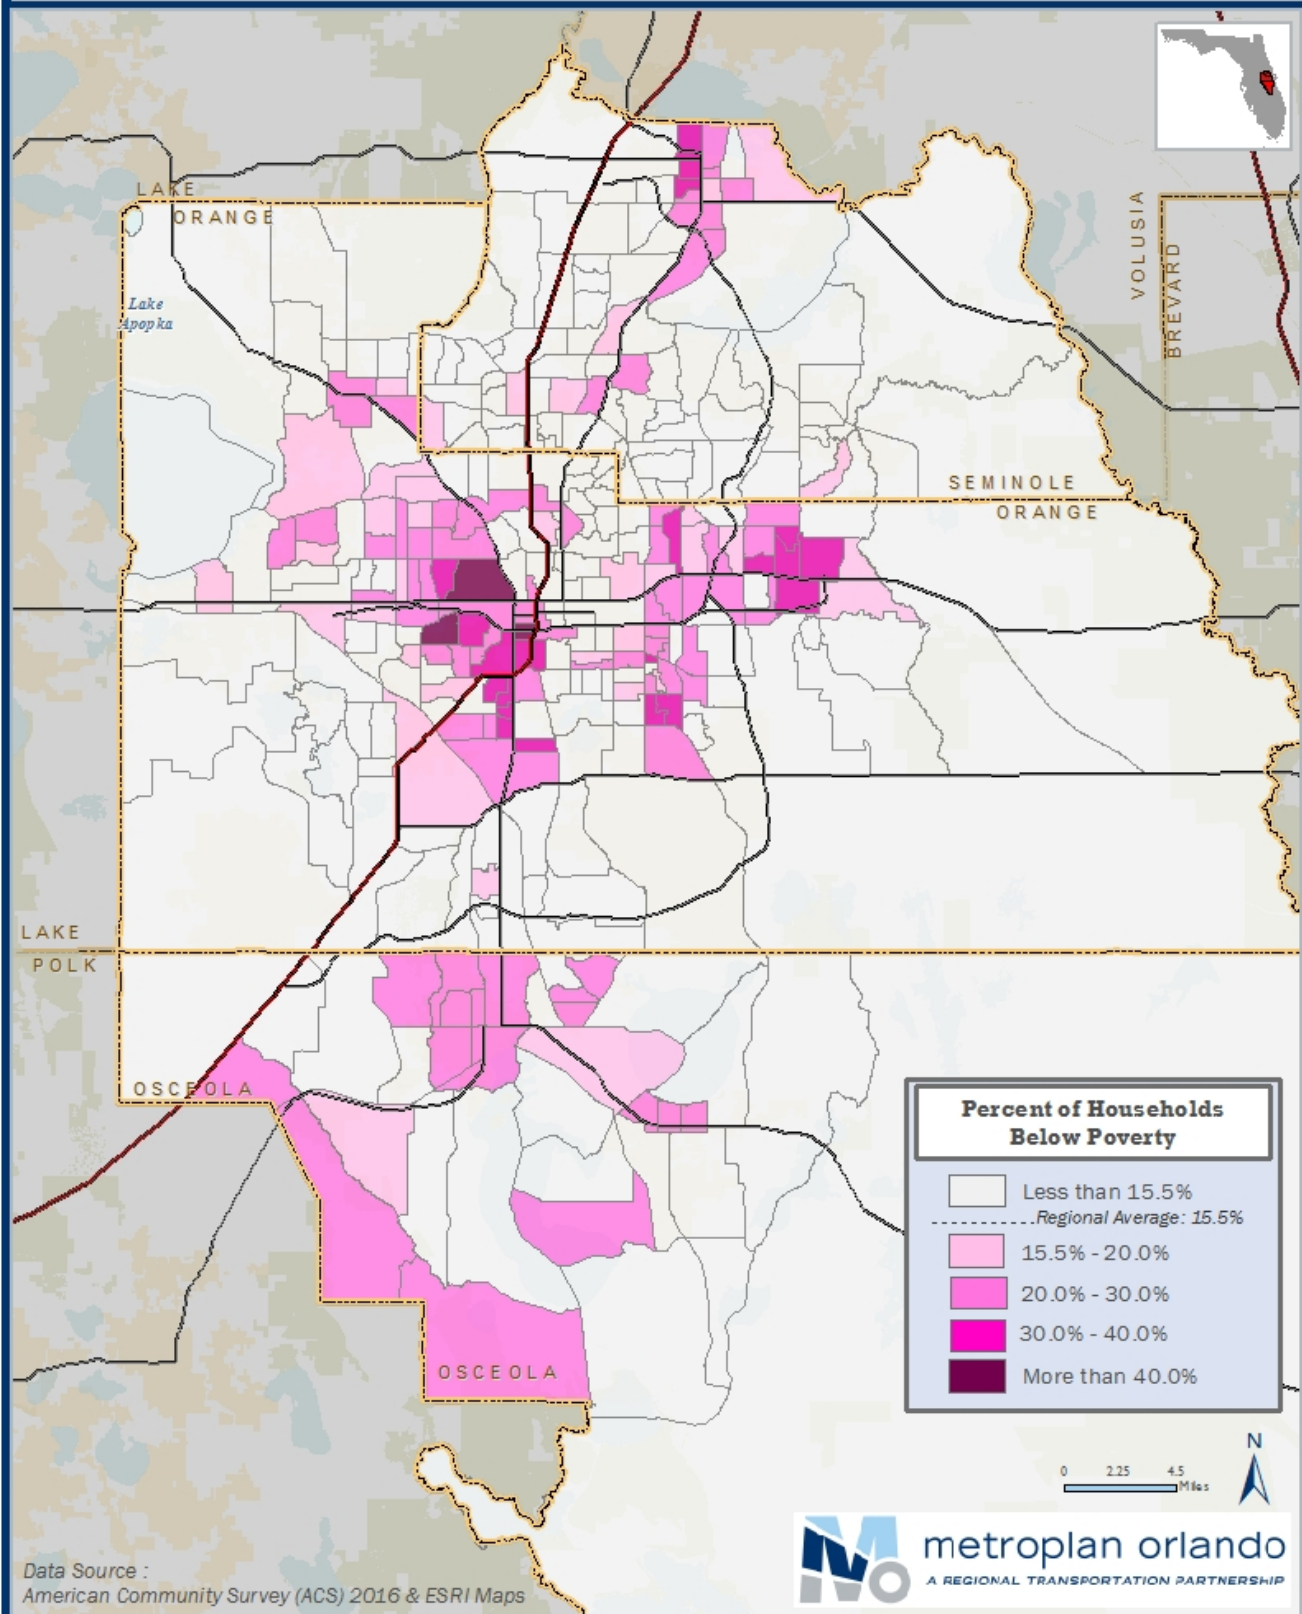 LAKE
ORANGE
VOLUSIA
BREVARD
Lake
Apopka
SEMINOLE
ORANGE
LAKE
POLK
OSCEOLA
Percent of Households
Below Poverty
Less than 15.5%
Regional Average: 15.5%
15.5% - 20.0%
20.0% - 30.0%
30.0% - 40.0%
More than 40.0%
OSCEOLA
N
0 2.25 4.5
Miles
metroplan orlando
A REGIONAL TRANSPORTATION PARTNERSHIP
Data Source :
American Community Survey (ACS) 2016 & ESRI Maps